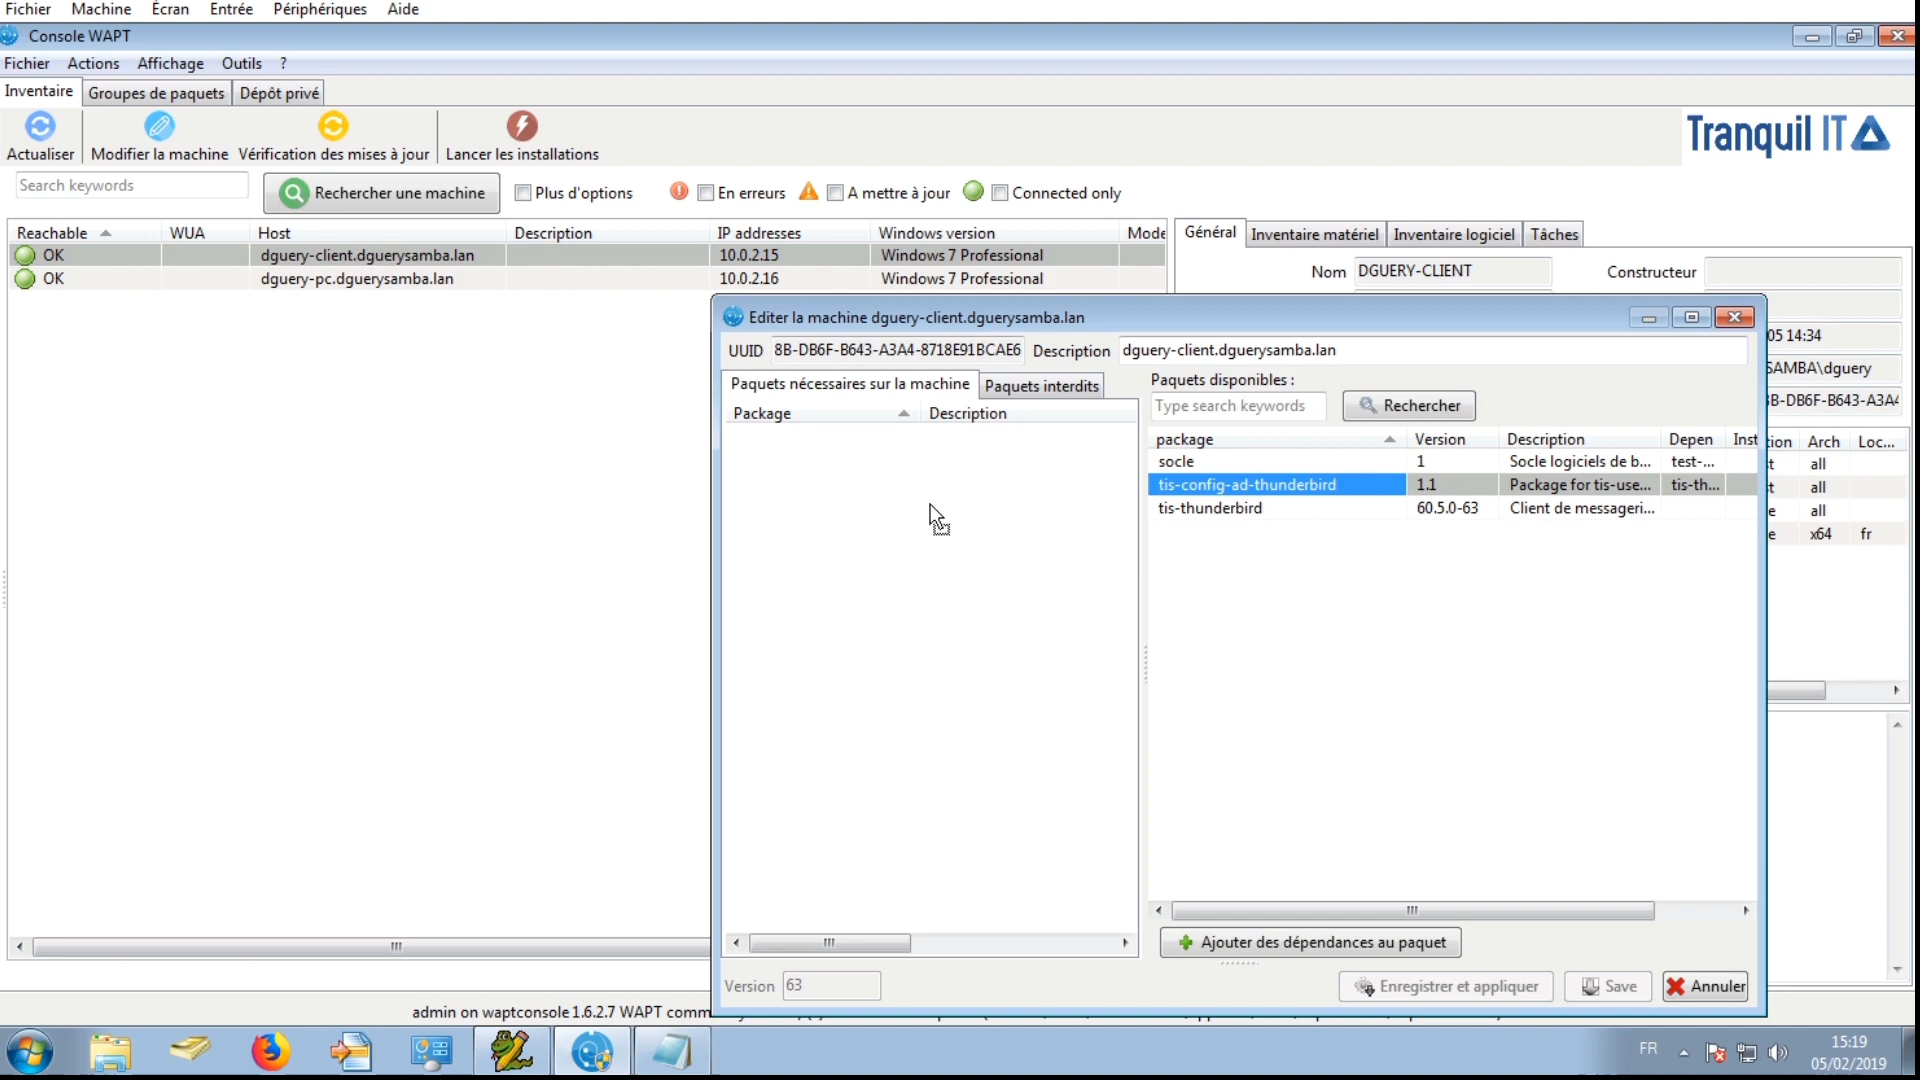 Fichier Machine Écran Entrée Périphériques Aide
Console WAPT
Fichier Actions Affichage Outils ?
Inventaire Groupes de paquets Dépôt privé
Actualiser Modifier la machine Vérification des mises à jour Lancer les installations
Tranquil IT
Search keywords Rechercher une machine Plus d'options En erreurs A mettre à jour Connected only
Reachable WUA Host Description IP addresses Windows version Mode
OK dguery-client.dguerysamba.lan 10.0.2.15 Windows 7 Professional
OK dguery-pc.dguerysamba.lan 10.0.2.16 Windows 7 Professional
Général Inventaire matériel Inventaire logiciel Tâches
Nom DGUERY-CLIENT Constructeur
05 14:34
SAMBA\dguery
8B-DB6F-B643-A3A4
tion Arch Loc...
t all
t all
e all
e x64 fr
Editer la machine dguery-client.dguerysamba.lan
UUID 8B-DB6F-B643-A3A4-8718E91BCAE6 Description dguery-client.dguerysamba.lan
Paquets nécessaires sur la machine Paquets interdits
Package Description
Paquets disponibles :
Type search keywords Rechercher
package Version Description Depen Inst
socle 1 Socle logiciels de b... test-...
tis-config-ad-thunderbird 1.1 Package for tis-use... tis-th...
tis-thunderbird 60.5.0-63 Client de messageri...
Ajouter des dépendances au paquet
Version 63 Enregistrer et appliquer Save Annuler
admin on waptconsole 1.6.2.7 WAPT comm
FR 15:19
05/02/2019